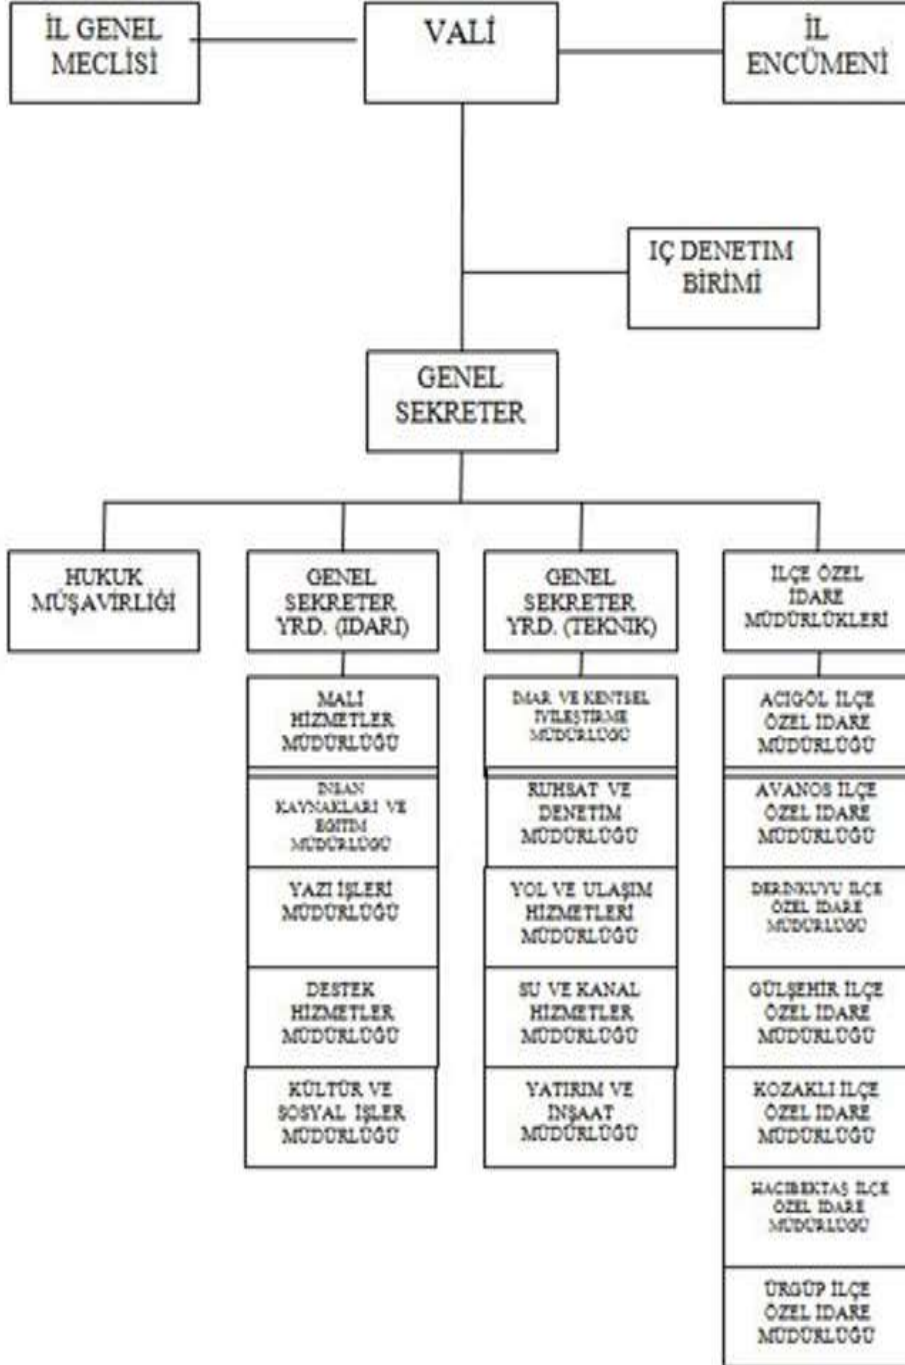 İL GENEL
MECLİSİ
VALİ
İL
ENCÜMENİ
IÇ DENETIM
BİRİMİ
GENEL
SEKRETER
HUKUK
MÜŞAVİRLİĞİ
GENEL
SEKRETER
YRD. (IDARI)
GENEL
SEKRETER
YRD. (TEKNIK)
İLÇE ÖZEL
İDARE
MÜDÜRLÜKLERİ
MALİ
HİZMETLER
MÜDÜRLÜĞÜ
İNSAN
KAYNAKLARI VE
EĞİTİM
MÜDÜRLÜĞÜ
YAZI İŞLERİ
MÜDÜRLÜĞÜ
DESTEK
HİZMETLER
MÜDÜRLÜĞÜ
KÜLTÜR VE
SOSYAL İŞLER
MÜDÜRLÜĞÜ
İMAR VE KENTSEL
İYİLEŞTİRME
MÜDÜRLÜĞÜ
RUHSAT VE
DENETİM
MÜDÜRLÜĞÜ
YOL VE ULAŞIM
HİZMETLERİ
MÜDÜRLÜĞÜ
SU VE KANAL
HİZMETLER
MÜDÜRLÜĞÜ
YATIRIM VE
İNŞAAT
MÜDÜRLÜĞÜ
ACIGÖL İLÇE
ÖZEL İDARE
MÜDÜRLÜĞÜ
AVANOS İLÇE
ÖZEL İDARE
MÜDÜRLÜĞÜ
DERİNKUYU İLÇE
ÖZEL İDARE
MÜDÜRLÜĞÜ
GÜLŞEHİR İLÇE
ÖZEL İDARE
MÜDÜRLÜĞÜ
KOZAKLI İLÇE
ÖZEL İDARE
MÜDÜRLÜĞÜ
HACIBEKTAŞ İLÇE
ÖZEL İDARE
MÜDÜRLÜĞÜ
ÜRGÜP İLÇE
ÖZEL İDARE
MÜDÜRLÜĞÜ